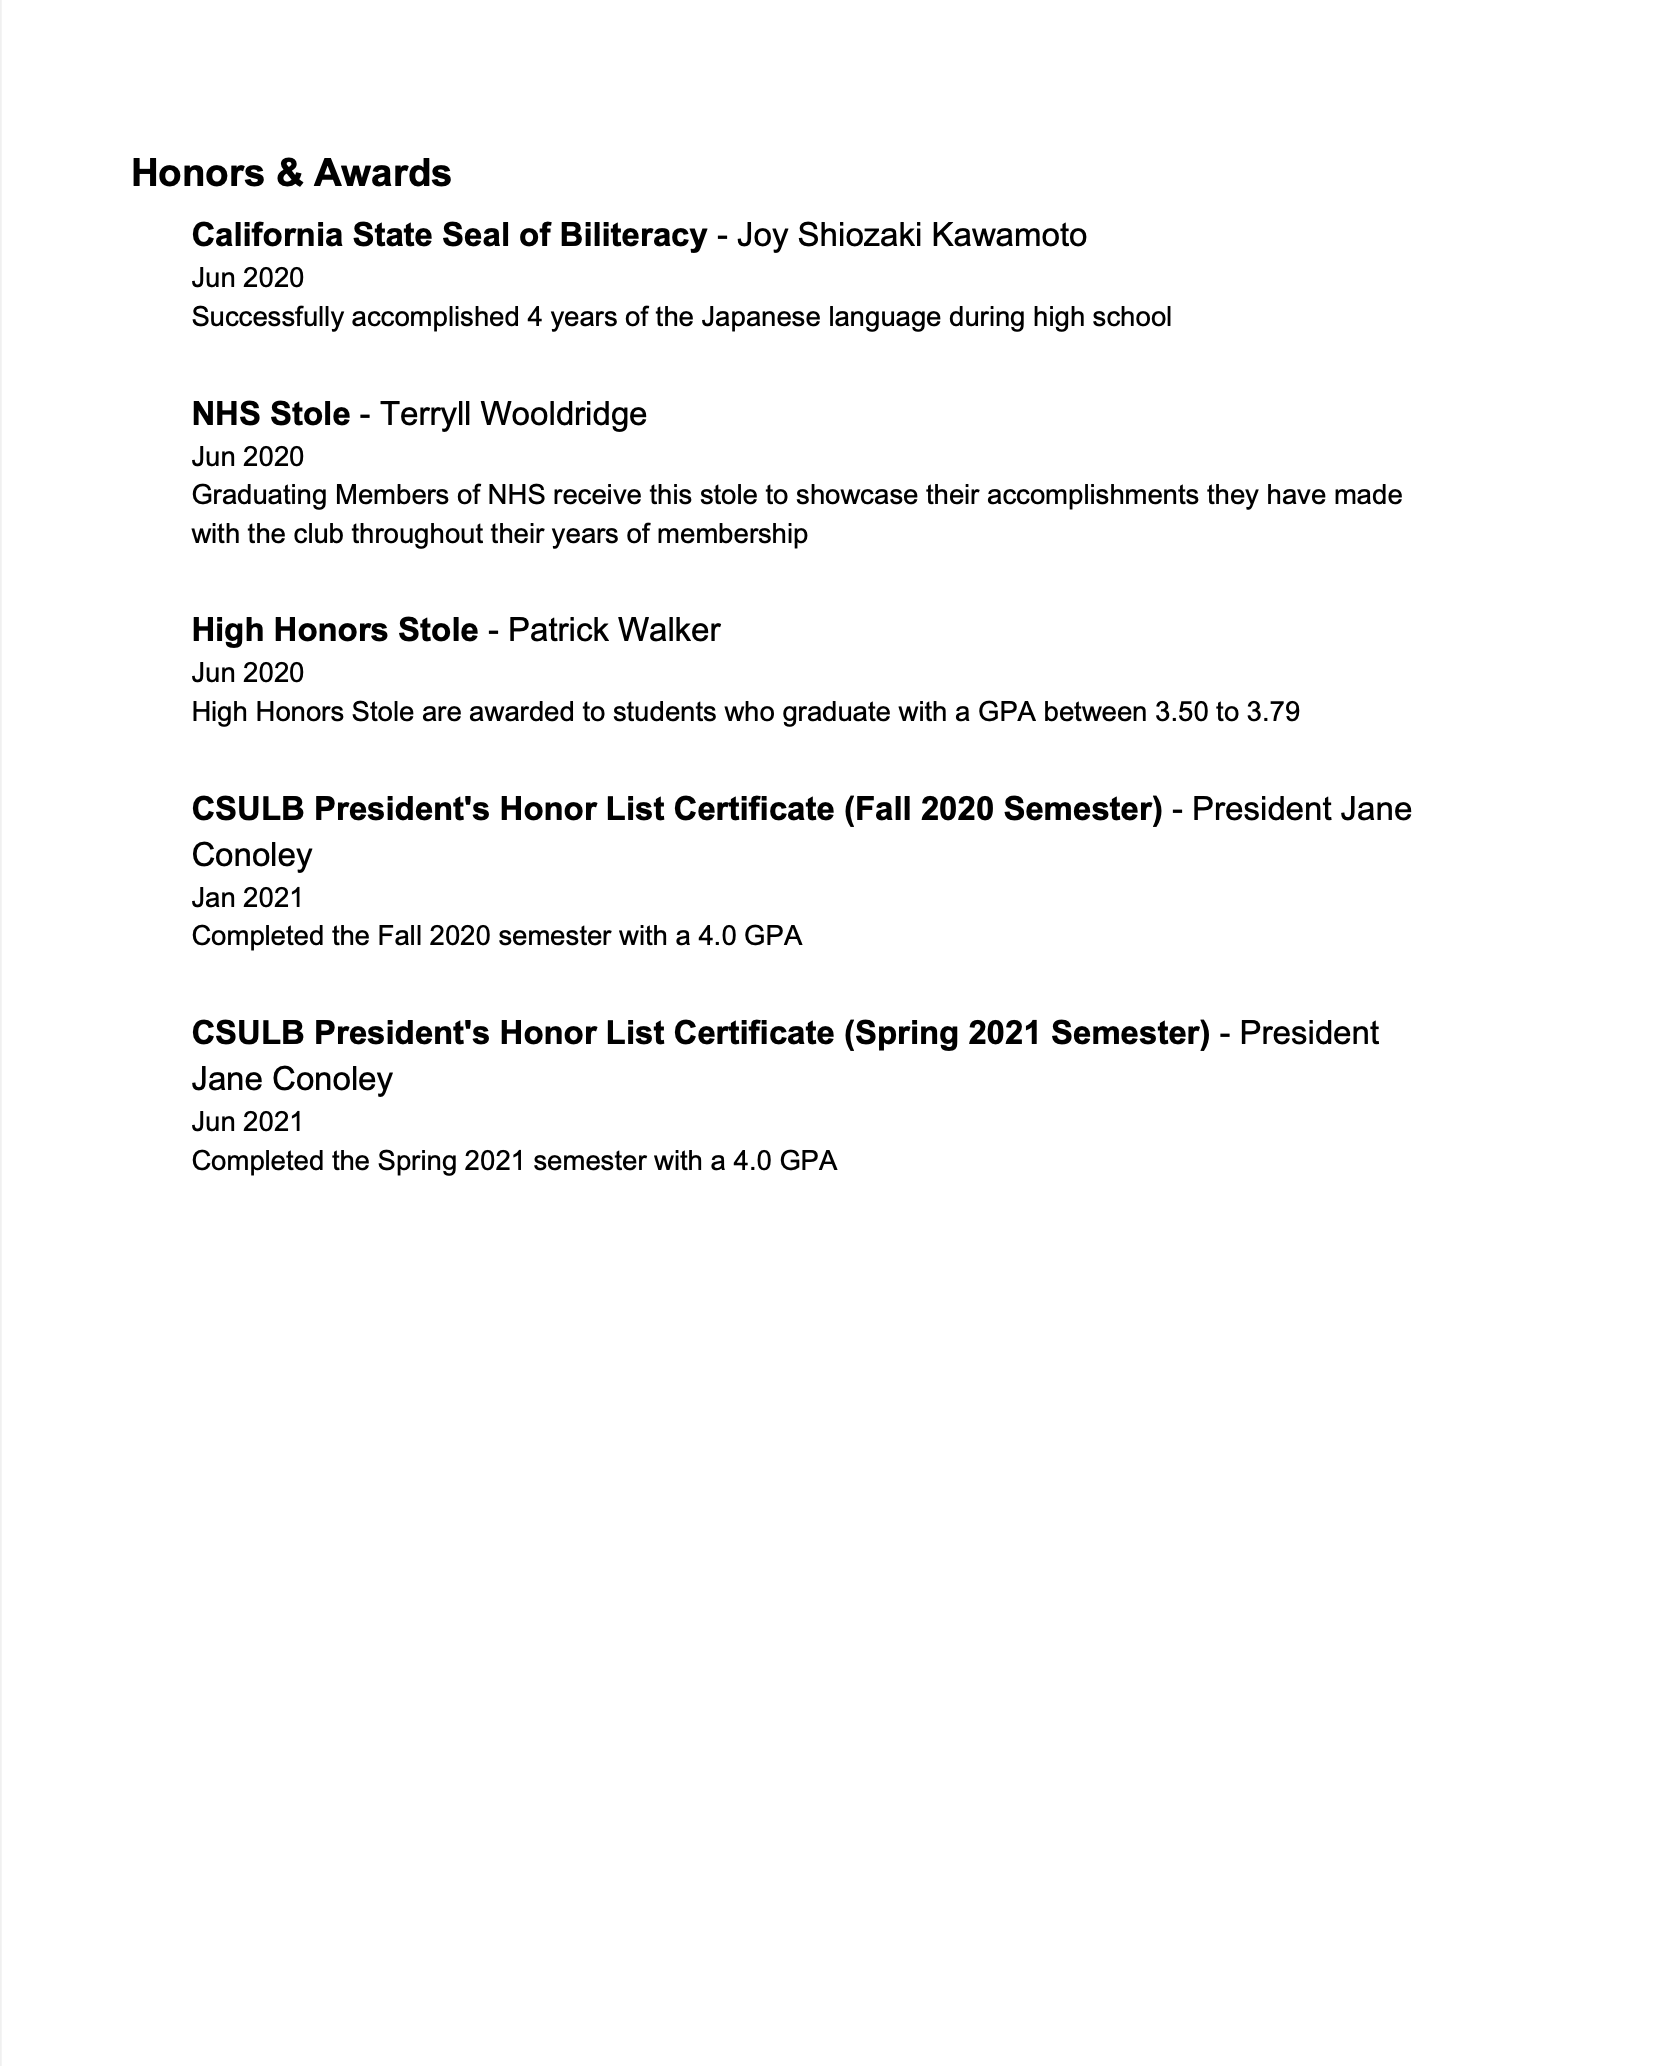 Honors & Awards
California State Seal of Biliteracy - Joy Shiozaki Kawamoto
Jun 2020
Successfully accomplished 4 years of the Japanese language during high school
NHS Stole - Terryll Wooldridge
Jun 2020
Graduating Members of NHS receive this stole to showcase their accomplishments they have made
with the club throughout their years of membership
High Honors Stole - Patrick Walker
Jun 2020
High Honors Stole are awarded to students who graduate with a GPA between 3.50 to 3.79
CSULB President's Honor List Certificate (Fall 2020 Semester) - President Jane
Conoley
Jan 2021
Completed the Fall 2020 semester with a 4.0 GPA
CSULB President's Honor List Certificate (Spring 2021 Semester) - President
Jane Conoley
Jun 2021
Completed the Spring 2021 semester with a 4.0 GPA